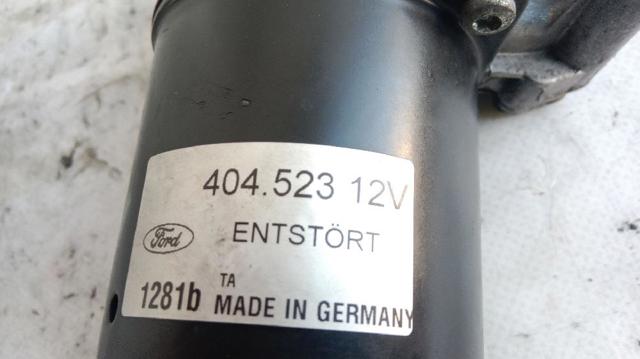 404.523 12V
Ford ENTSTÖRT
TA
1281b MADE IN GERMANY